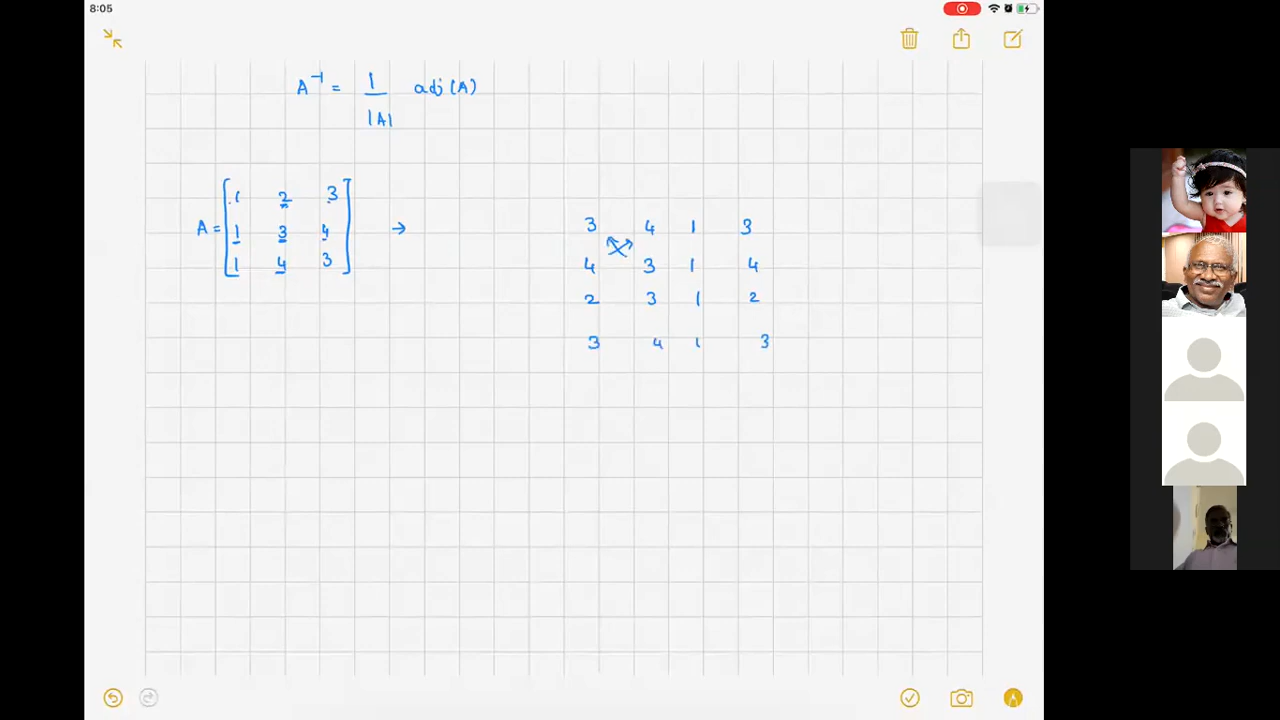 8:05
A⁻¹ = 1/|A| adj (A)
A = [ 1 2 3
1 3 4
1 4 3 ] →
3 4 1 3
4 3 1 4
2 3 1 2
3 4 1 3